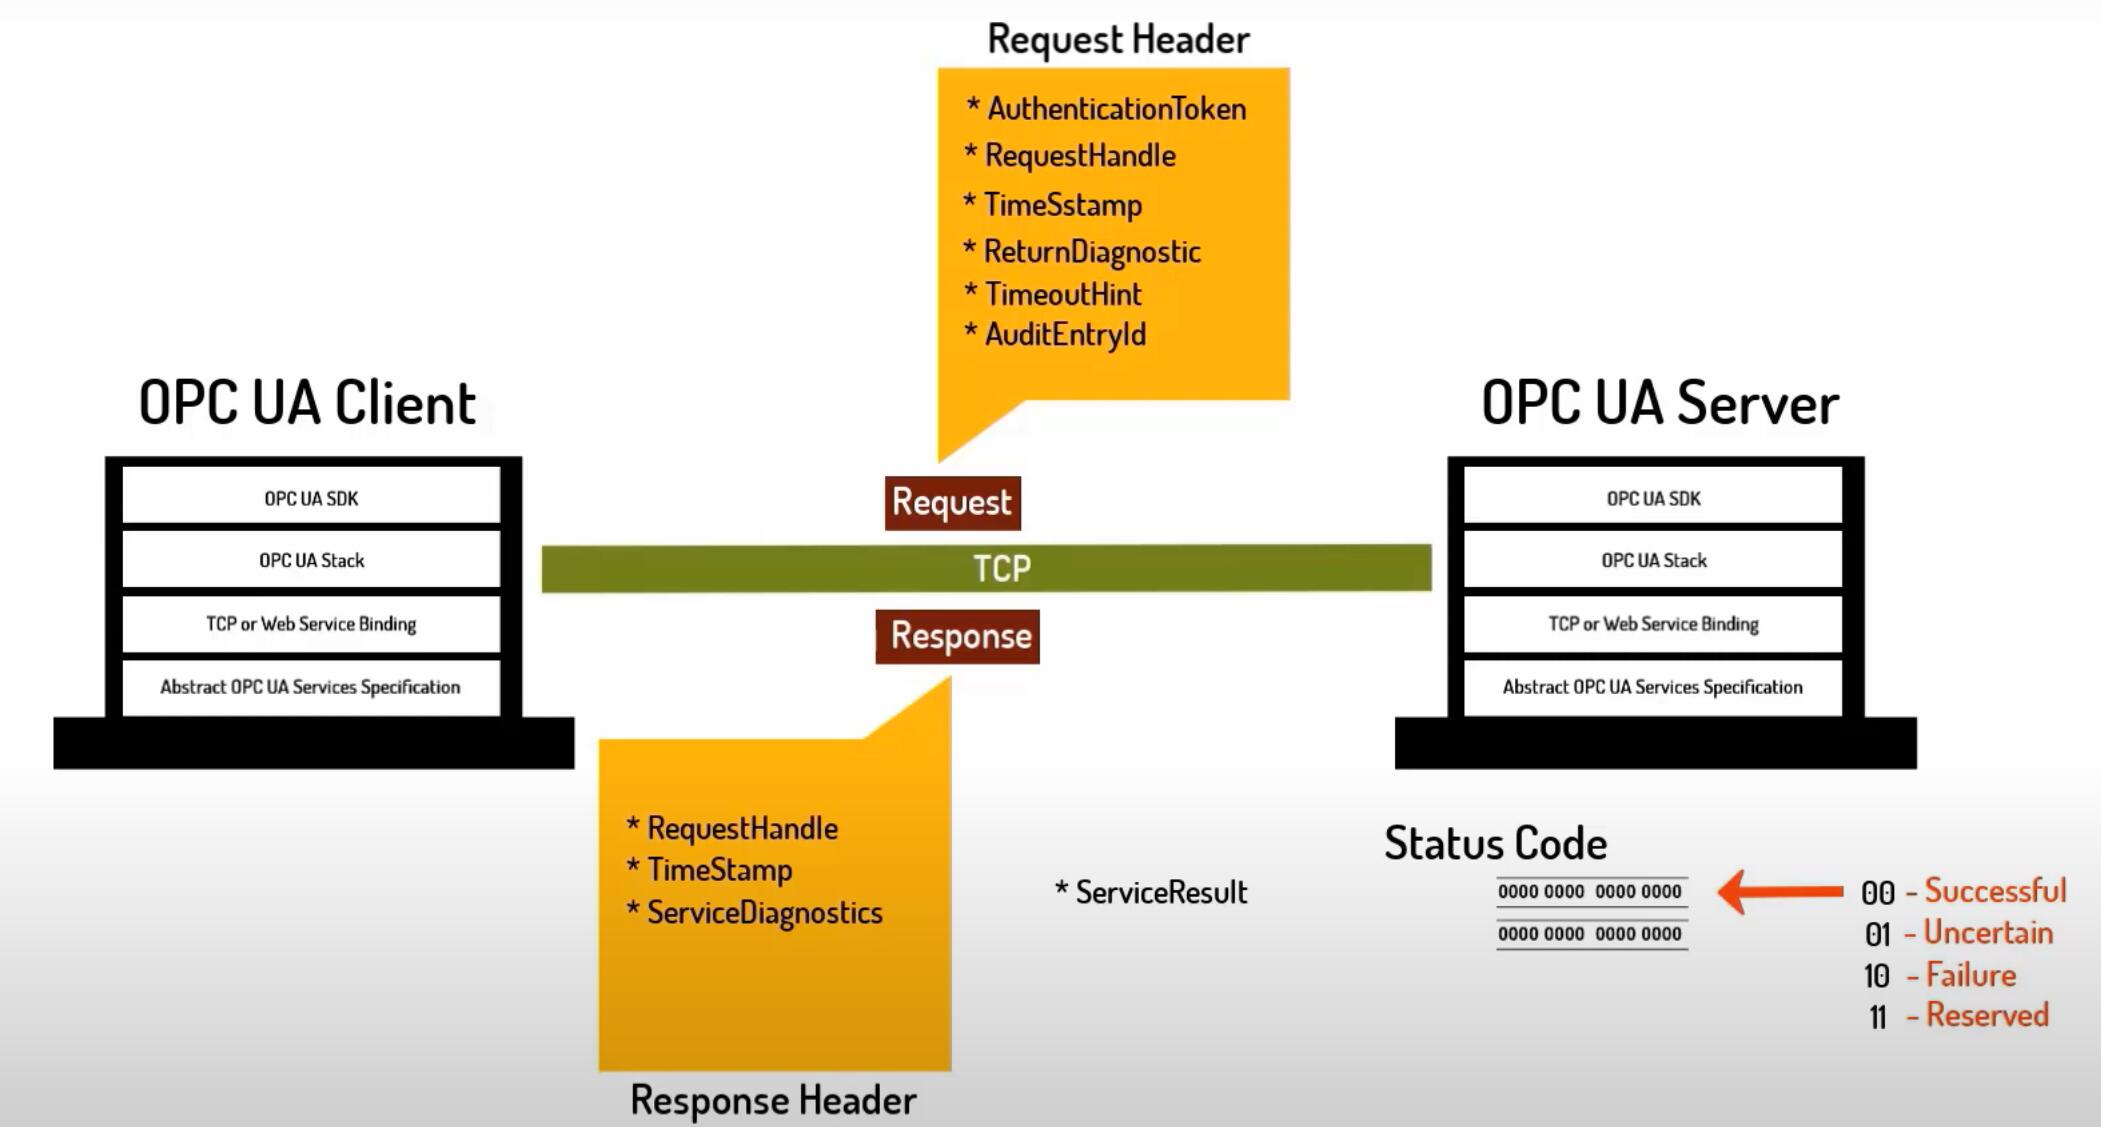 Request Header
* AuthenticationToken
* RequestHandle
* TimeSstamp
* ReturnDiagnostic
* TimeoutHint
* AuditEntryId
OPC UA Client
OPC UA SDK
OPC UA Stack
TCP or Web Service Binding
Abstract OPC UA Services Specification
Request
TCP
Response
OPC UA Server
OPC UA SDK
OPC UA Stack
TCP or Web Service Binding
Abstract OPC UA Services Specification
* RequestHandle
* TimeStamp
* ServiceDiagnostics
Response Header
* ServiceResult
Status Code
0000 0000 0000 0000
0000 0000 0000 0000
00 - Successful
01 - Uncertain
10 - Failure
11 - Reserved